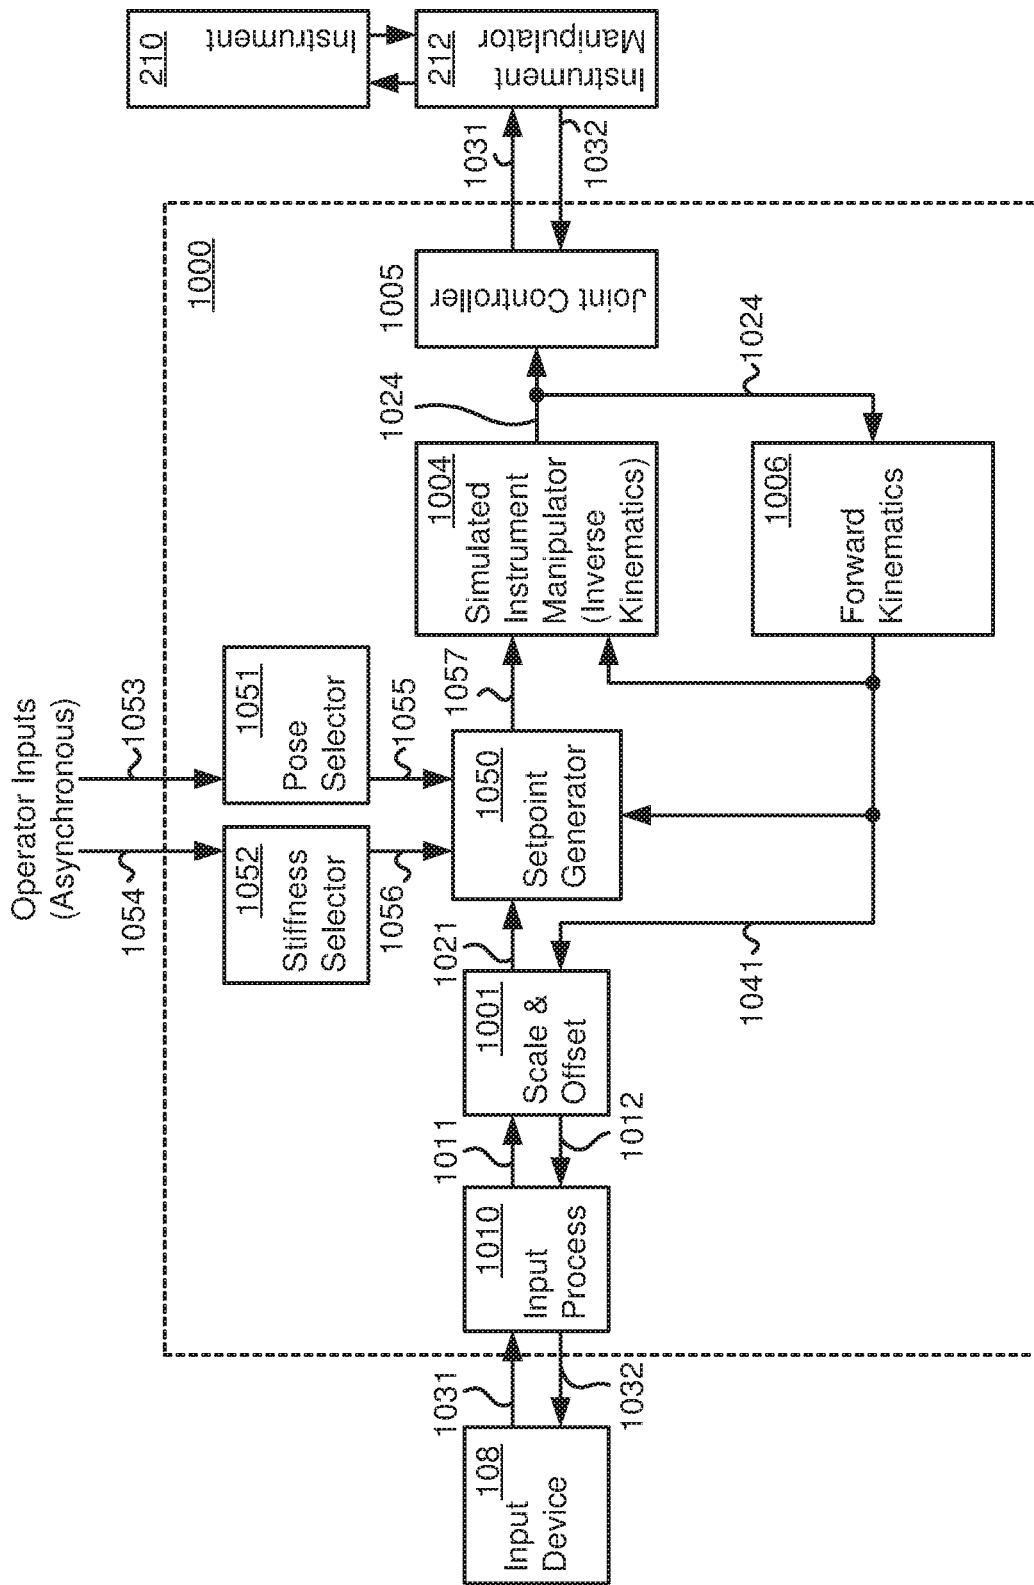 Operator Inputs
(Asynchronous)
1054
1053
1052
Stiffness
Selector
1051
Pose
Selector
1056
1055
1000
108
Input
Device
1031
1032
1010
Input
Process
1011
1012
1001
Scale &
Offset
1021
1050
Setpoint
Generator
1057
1004
Simulated
Instrument
Manipulator
(Inverse
Kinematics)
1024
1005
Joint Controller
1031
1032
212
Instrument
Manipulator
210
Instrument
1024
1006
Forward
Kinematics
1041